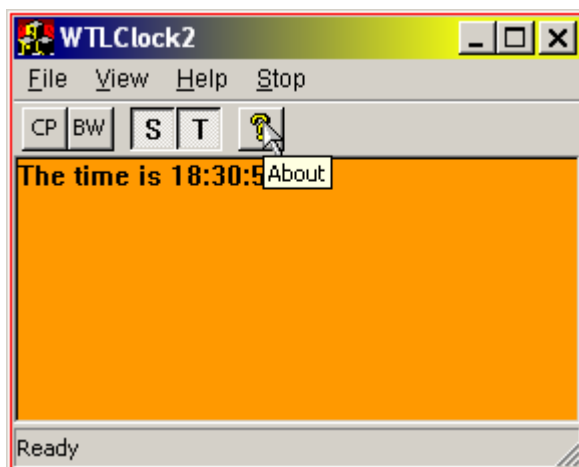 WTLClock2
File View Help Stop
CP BW S T ?
The time is 18:30:5
About
Ready